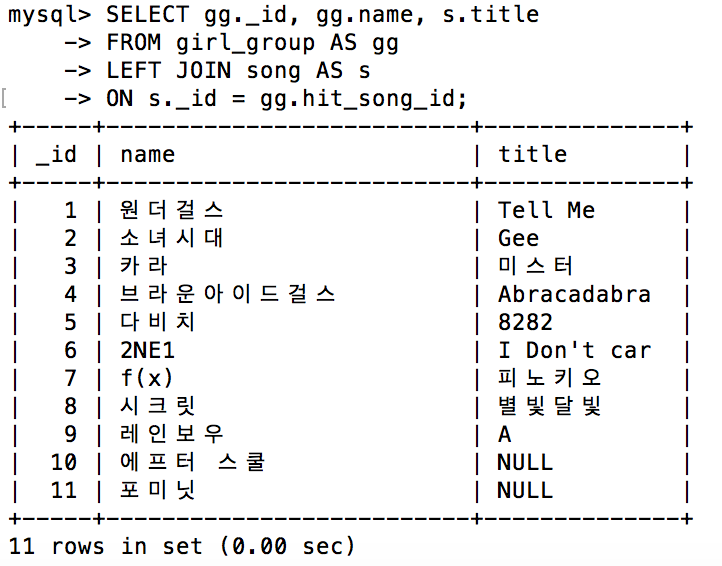 mysql> SELECT gg._id, gg.name, s.title
    -> FROM girl_group AS gg
    -> LEFT JOIN song AS s
[    -> ON s._id = gg.hit_song_id;
+-----+-----------------------------+----------------+
| _id | name | title |
+-----+-----------------------------+----------------+
| 1 | 원더걸스 | Tell Me |
| 2 | 소녀시대 | Gee |
| 3 | 카라 | 미스터 |
| 4 | 브라운아이드걸스 | Abracadabra |
| 5 | 다비치 | 8282 |
| 6 | 2NE1 | I Don't car |
| 7 | f(x) | 피노키오 |
| 8 | 시크릿 | 별빛달빛 |
| 9 | 레인보우 | A |
| 10 | 에프터 스쿨 | NULL |
| 11 | 포미닛 | NULL |
+-----+-----------------------------+----------------+
11 rows in set (0.00 sec)